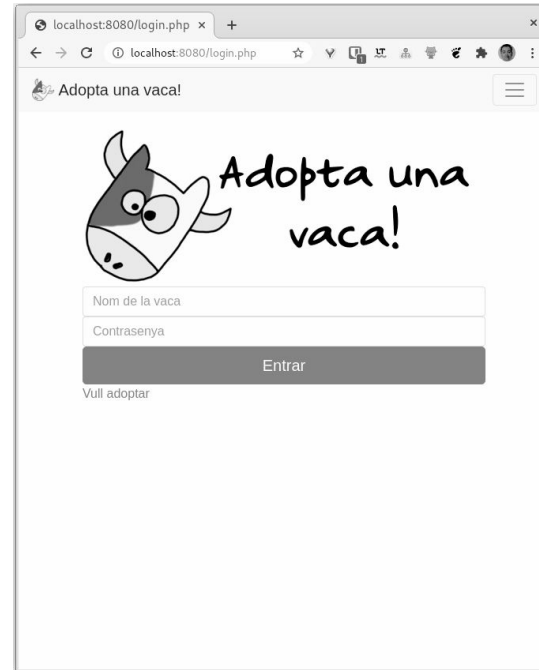 localhost:8080/login.php
localhost:8080/login.php
Adopta una vaca!
Adopta una
vaca!
Nom de la vaca
Contrasenya
Entrar
Vull adoptar